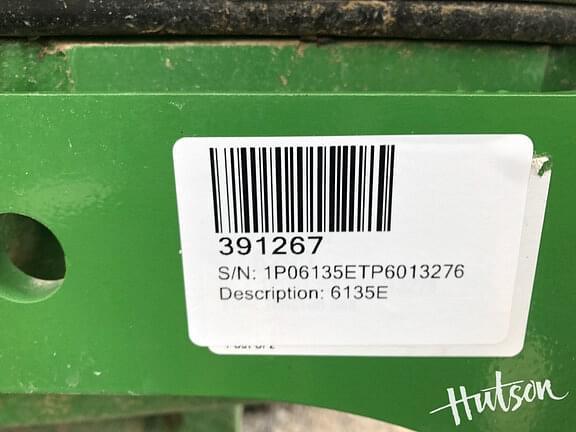 391267
S/N: 1P06135ETP6013276
Description: 6135E
Hutson